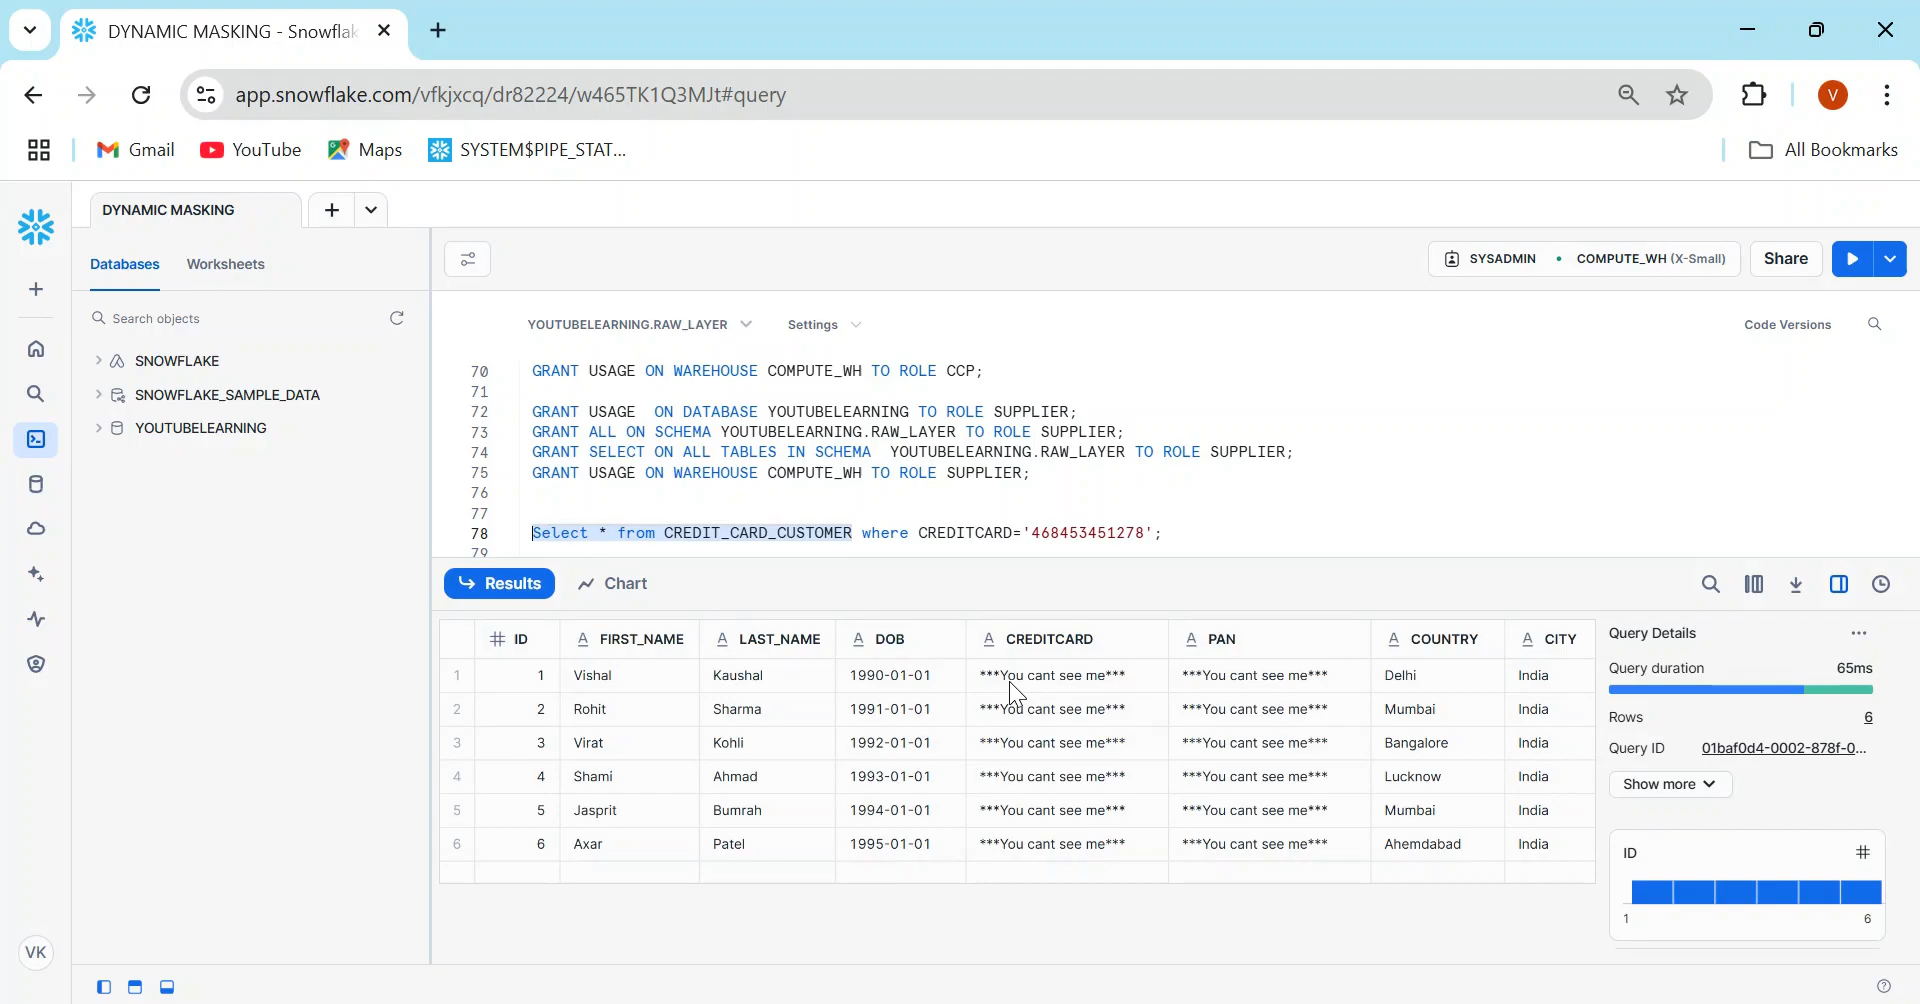 DYNAMIC MASKING - Snowflak
app.snowflake.com/vfkjxcq/dr82224/w465TK1Q3MJt#query
V
Gmail
YouTube
Maps
SYSTEM$PIPE_STAT...
All Bookmarks
DYNAMIC MASKING
Databases
Worksheets
SYSADMIN • COMPUTE_WH (X-Small)
Share
Search objects
YOUTUBELEARNING.RAW_LAYER
Settings
Code Versions
SNOWFLAKE
SNOWFLAKE_SAMPLE_DATA
YOUTUBELEARNING
70 GRANT USAGE ON WAREHOUSE COMPUTE_WH TO ROLE CCP;
71
72 GRANT USAGE  ON DATABASE YOUTUBELEARNING TO ROLE SUPPLIER;
73 GRANT ALL ON SCHEMA YOUTUBELEARNING.RAW_LAYER TO ROLE SUPPLIER;
74 GRANT SELECT ON ALL TABLES IN SCHEMA  YOUTUBELEARNING.RAW_LAYER TO ROLE SUPPLIER;
75 GRANT USAGE ON WAREHOUSE COMPUTE_WH TO ROLE SUPPLIER;
76
77
78 Select * from CREDIT_CARD_CUSTOMER where CREDITCARD='468453451278';
79
Results
Chart
# ID A FIRST_NAME A LAST_NAME A DOB A CREDITCARD A PAN A COUNTRY A CITY
1 1 Vishal Kaushal 1990-01-01 ***You cant see me*** ***You cant see me*** Delhi India
2 2 Rohit Sharma 1991-01-01 ***You cant see me*** ***You cant see me*** Mumbai India
3 3 Virat Kohli 1992-01-01 ***You cant see me*** ***You cant see me*** Bangalore India
4 4 Shami Ahmad 1993-01-01 ***You cant see me*** ***You cant see me*** Lucknow India
5 5 Jasprit Bumrah 1994-01-01 ***You cant see me*** ***You cant see me*** Mumbai India
6 6 Axar Patel 1995-01-01 ***You cant see me*** ***You cant see me*** Ahemdabad India
Query Details ...
Query duration 65ms
Rows 6
Query ID 01baf0d4-0002-878f-0...
Show more
ID #
1 6
VK